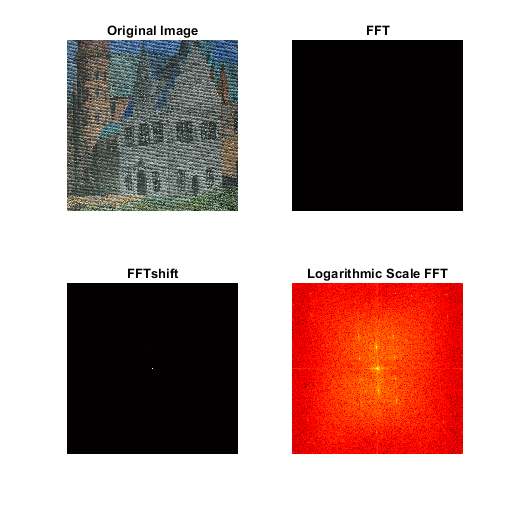 Original Image
FFT
FFTshift
Logarithmic Scale FFT